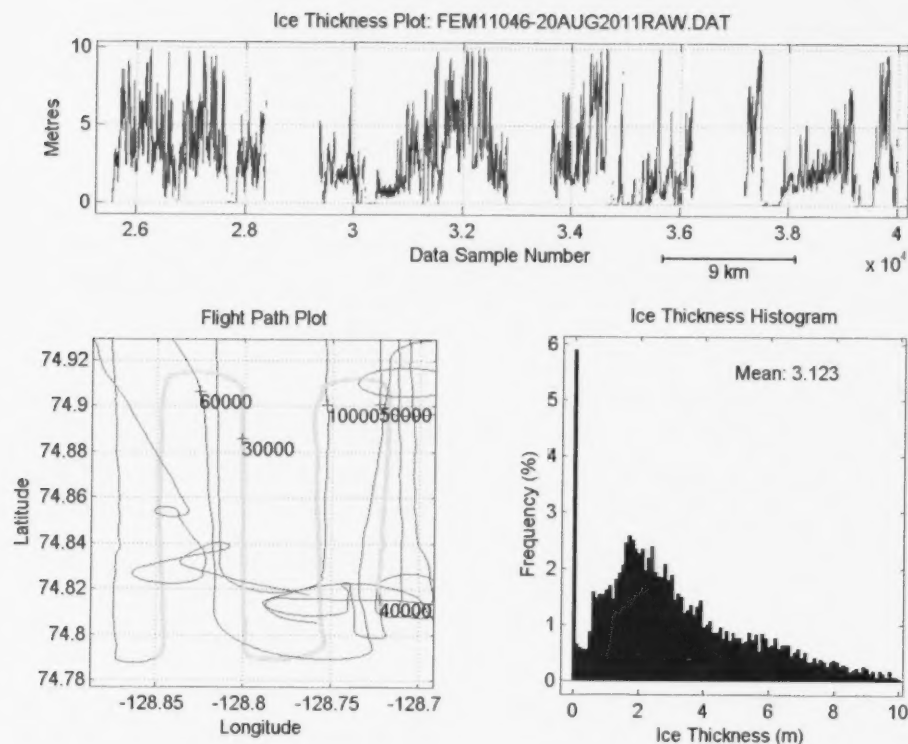 Ice Thickness Plot: FEM11046-20AUG2011RAW.DAT
10
5
0
Metres
2.6 2.8 3 3.2 3.4 3.6 3.8 4
Data Sample Number
9 km
x 10⁴
Flight Path Plot
74.92
74.9
74.88
74.86
74.84
74.82
74.8
74.78
Latitude
60000
30000
10000
50000
40000
-128.85 -128.8 -128.75 -128.7
Longitude
Ice Thickness Histogram
Mean: 3.123
6
5
4
3
2
1
0
Frequency (%)
0 2 4 6 8 10
Ice Thickness (m)